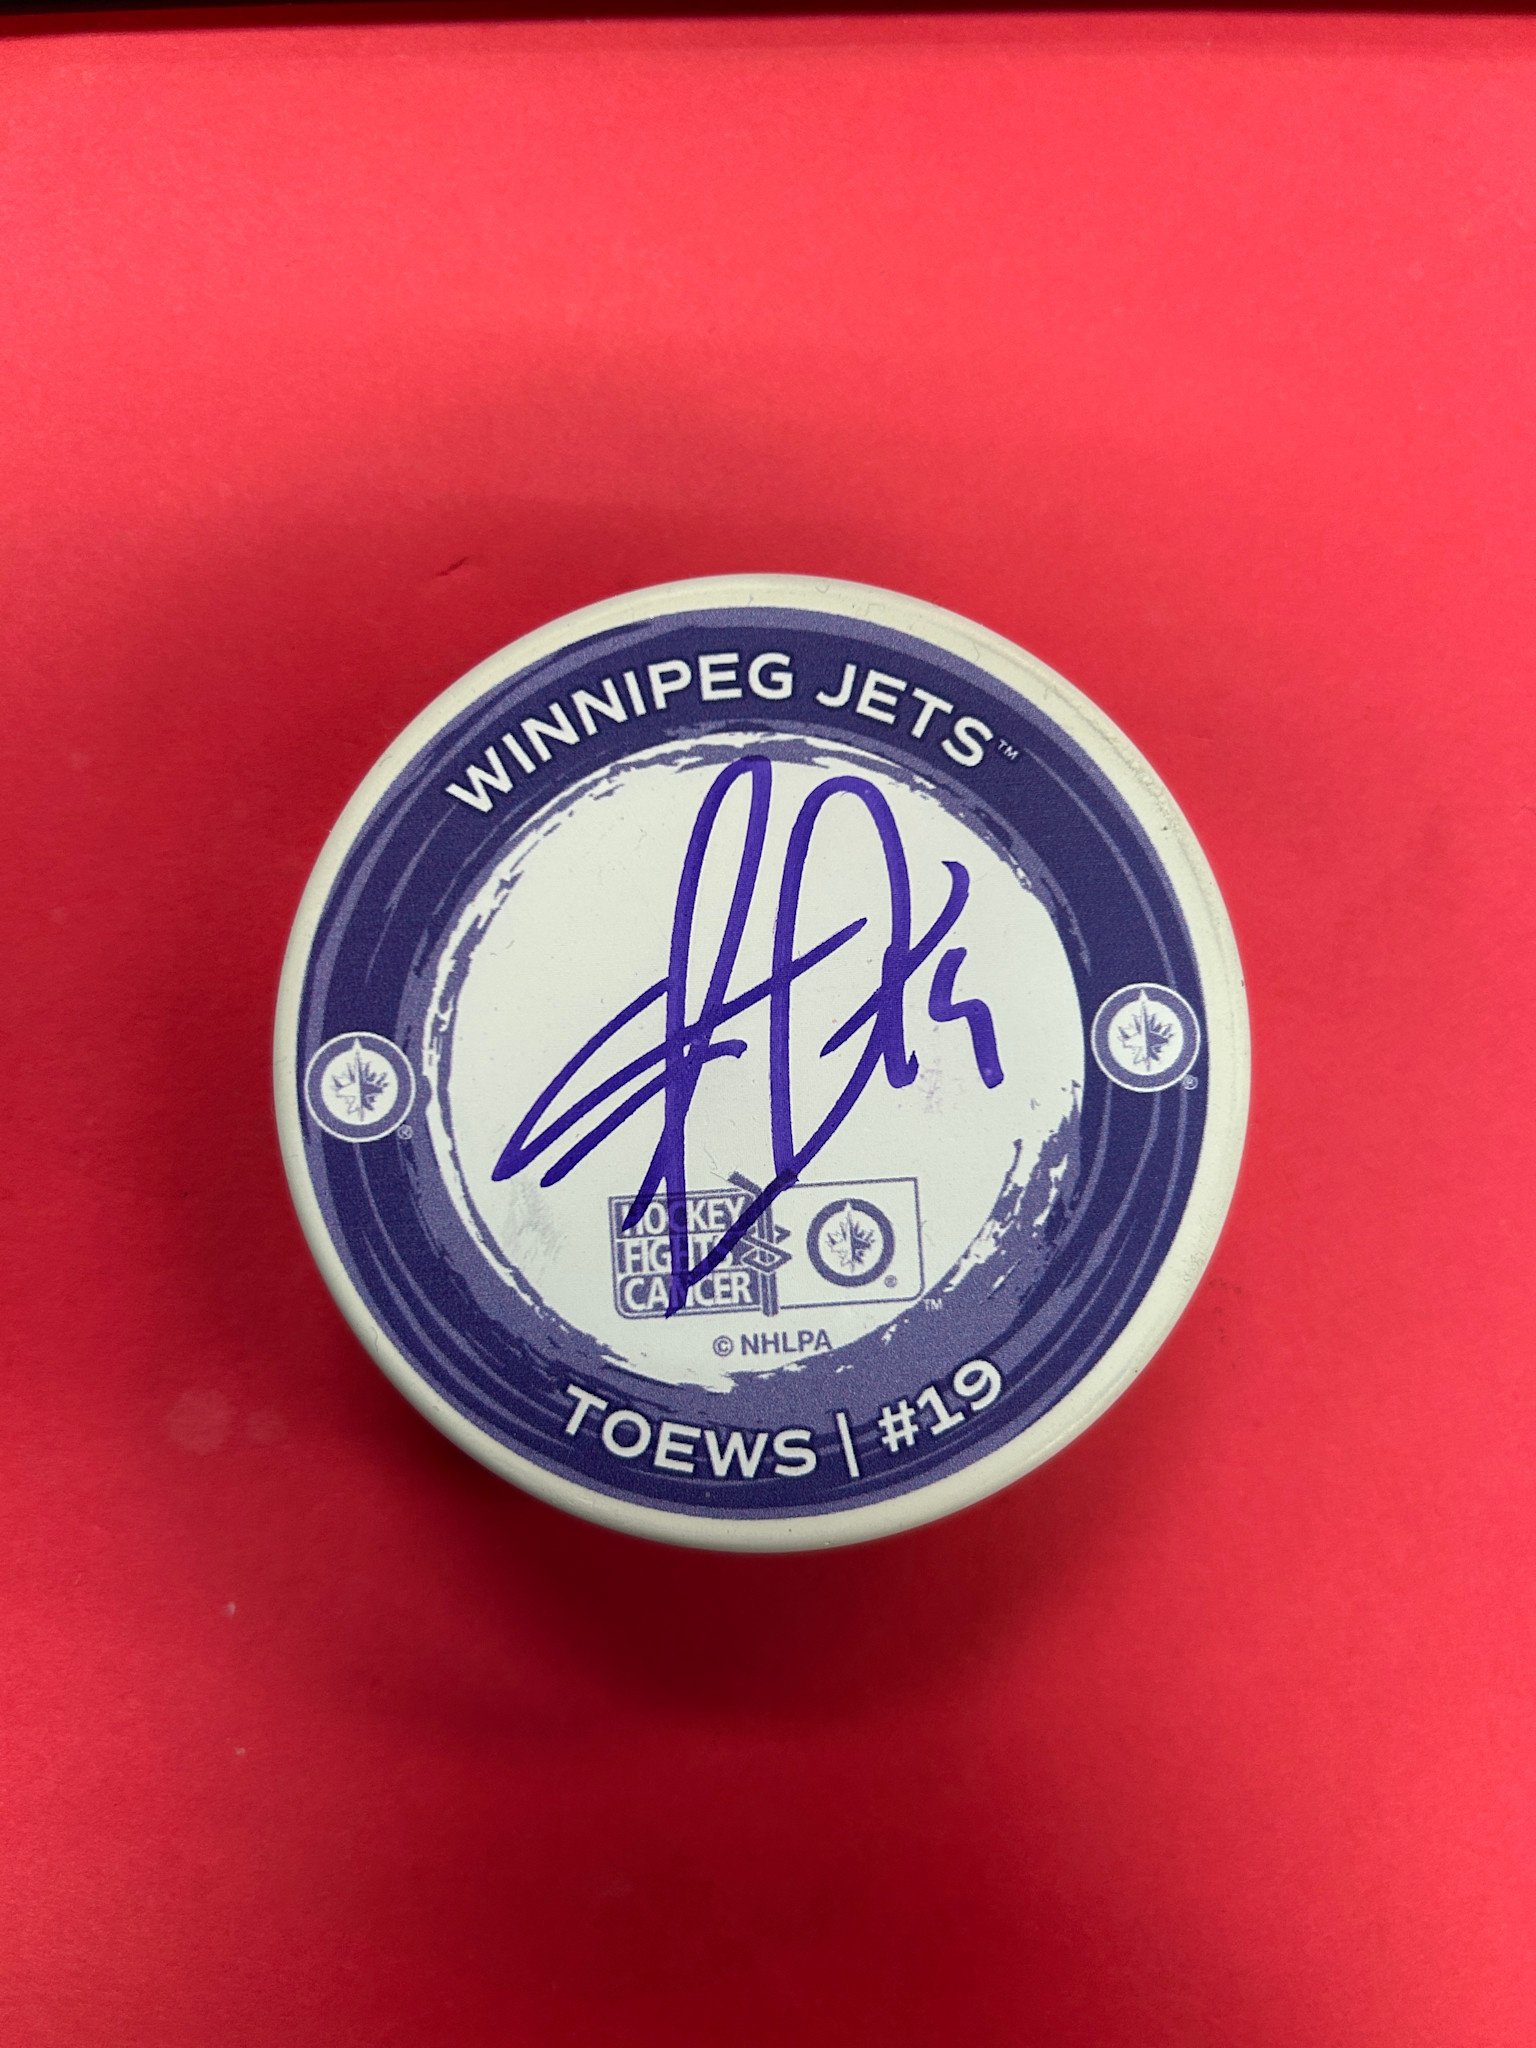 WINNIPEG JETS™
HOCKEY
FIGHTS
CANCER
®
™
© NHLPA
TOEWS | #19